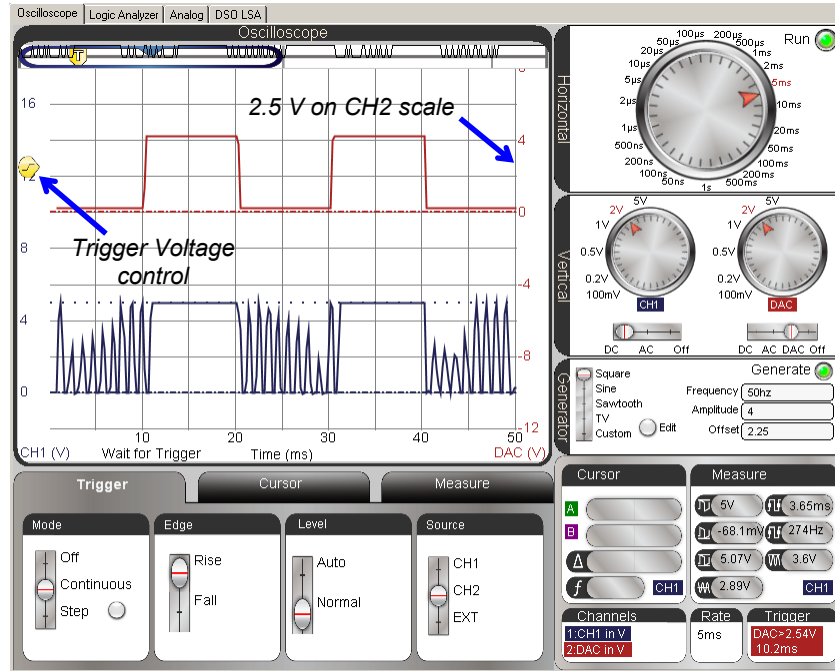 Oscilloscope Logic Analyzer Analog DSO LSA
Oscilloscope
16
12
8
4
0
4
0
-4
-8
-12
2.5 V on CH2 scale
Trigger Voltage
control
T
10 20 30 40 50
CH1 (V) Wait for Trigger Time (ms) DAC (V)
Horizontal
Run
50ns
100ns
200ns
500ns
1µs
2µs
5µs
10µs
20µs
50µs
100µs
200µs
500µs
1ms
2ms
5ms
10ms
20ms
50ms
100ms
200ms
500ms
1s
Vertical
5V
2V
1V
0.5V
0.2V
100mV
CH1
DC AC Off
5V
2V
1V
0.5V
0.2V
100mV
DAC
DC AC DAC Off
Generator
Square
Sine
Sawtooth
TV
Custom
Edit
Generate
Frequency 50hz
Amplitude 4
Offset 2.25
Trigger Cursor Measure
Mode
Off
Continuous
Step
Edge
Rise
Fall
Level
Auto
Normal
Source
CH1
CH2
EXT
Cursor
A
B
Δ
f
CH1
Measure
5V 3.65ms
-68.1mV 274Hz
5.07V 3.6V
2.89V CH1
Channels
1:CH1 in V
2:DAC in V
Rate
5ms
Trigger
DAC>2.54V
10.2ms